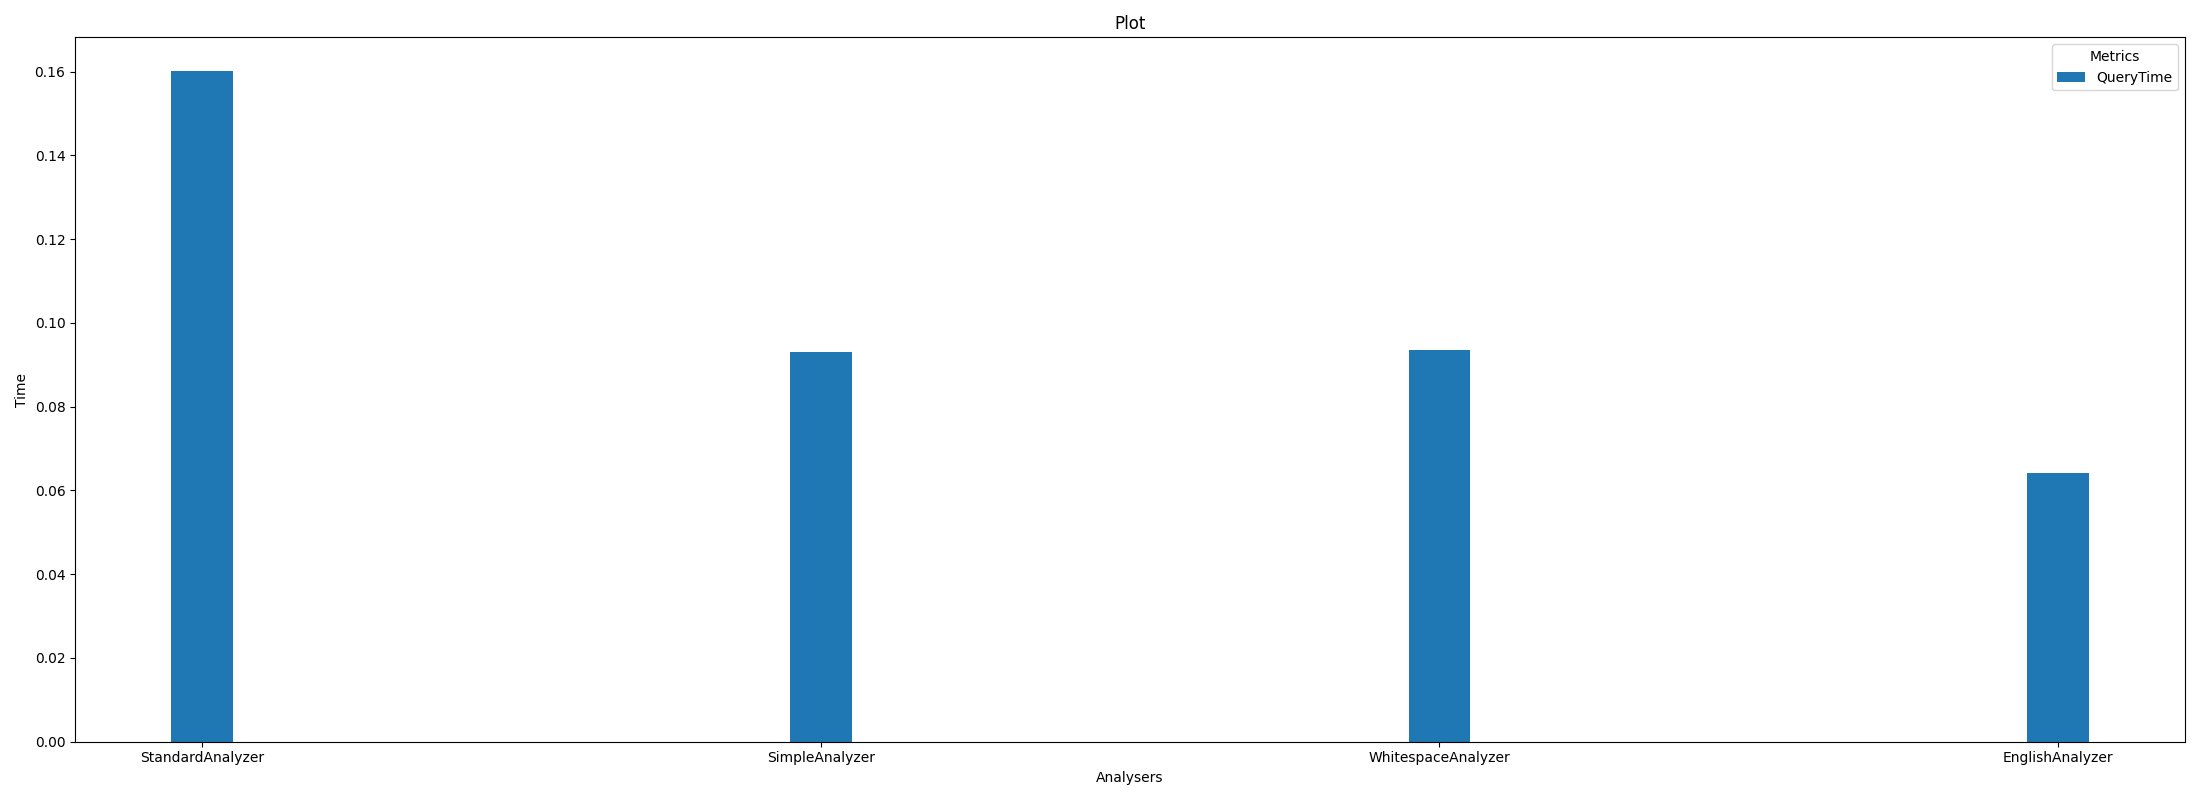 Plot
Metrics
QueryTime
0.16
0.14
0.12
0.10
0.08
0.06
0.04
0.02
0.00
Time
StandardAnalyzer
SimpleAnalyzer
WhitespaceAnalyzer
EnglishAnalyzer
Analysers